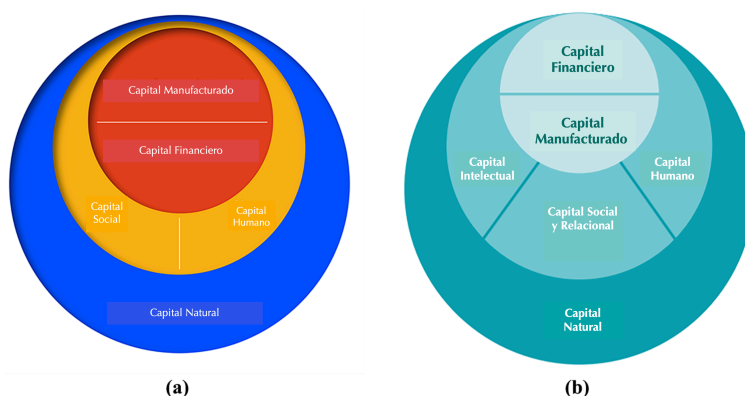 Capital Manufacturado
Capital Financiero
Capital
Social
Capital
Humano
Capital Natural
(a)
Capital
Financiero
Capital
Manufacturado
Capital
Intelectual
Capital
Humano
Capital Social
y Relacional
Capital
Natural
(b)